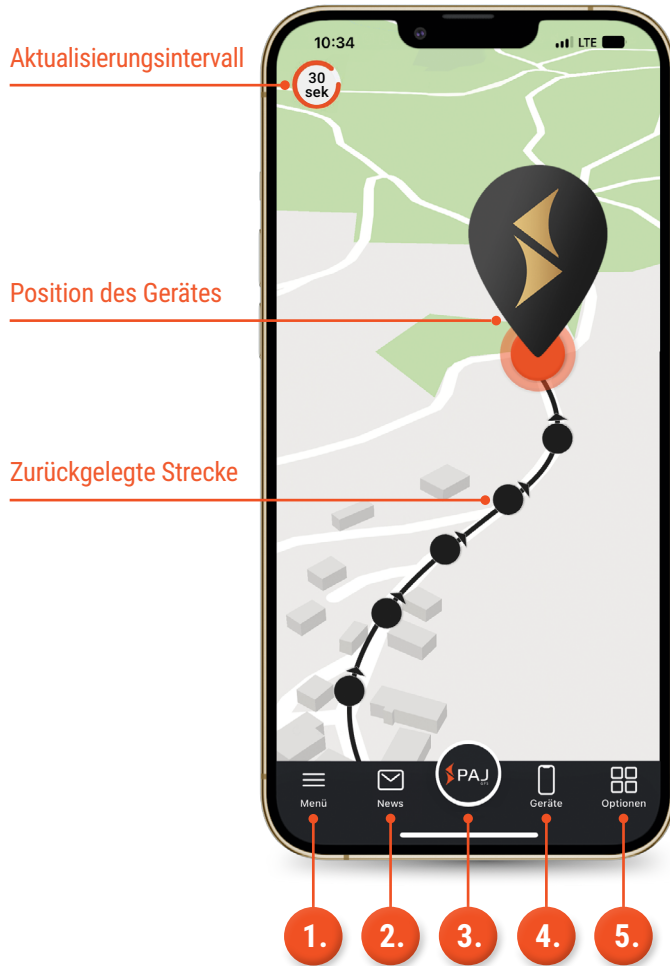 10:34
LTE
Aktualisierungsintervall
30
sek
Position des Gerätes
Zurückgelegte Strecke
Menü
News
PAJ
Geräte
Optionen
1.
2.
3.
4.
5.